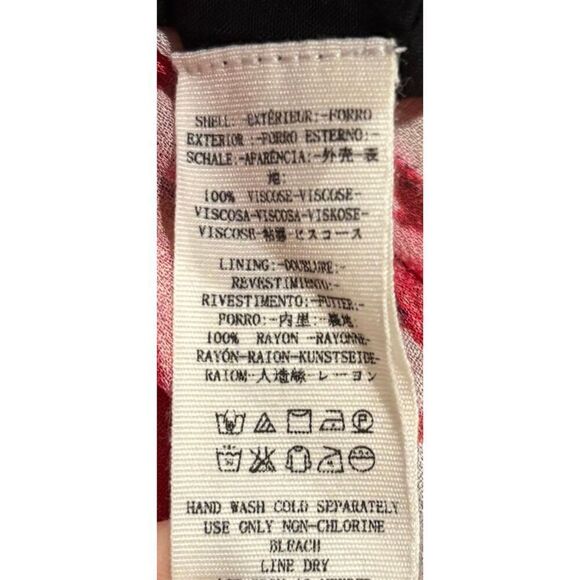 SHELL:-EXTÉRIEUR:-FORRO
EXTERIOR:-FORRO ESTERNO:-
SCHALE:-APARÊNCIA:-外壳-表
地:
100% VISCOSE-VISCOSE-
VISCOSA-VISCOSA-VISKOSE-
VISCOSE-粘器-ビスコース
LINING:-DOUBLURE:-
REVESTIMIENTO:-
RIVESTIMENTO:-FUTTER:-
FORRO:-内里:-裏地
100% RAYON -RAYONNE-
RAYÓN-RAION-KUNSTSEIDE-
RAIOM-人造絲-レーヨン
HAND WASH COLD SEPARATELY
USE ONLY NON-CHLORINE
BLEACH
LINE DRY